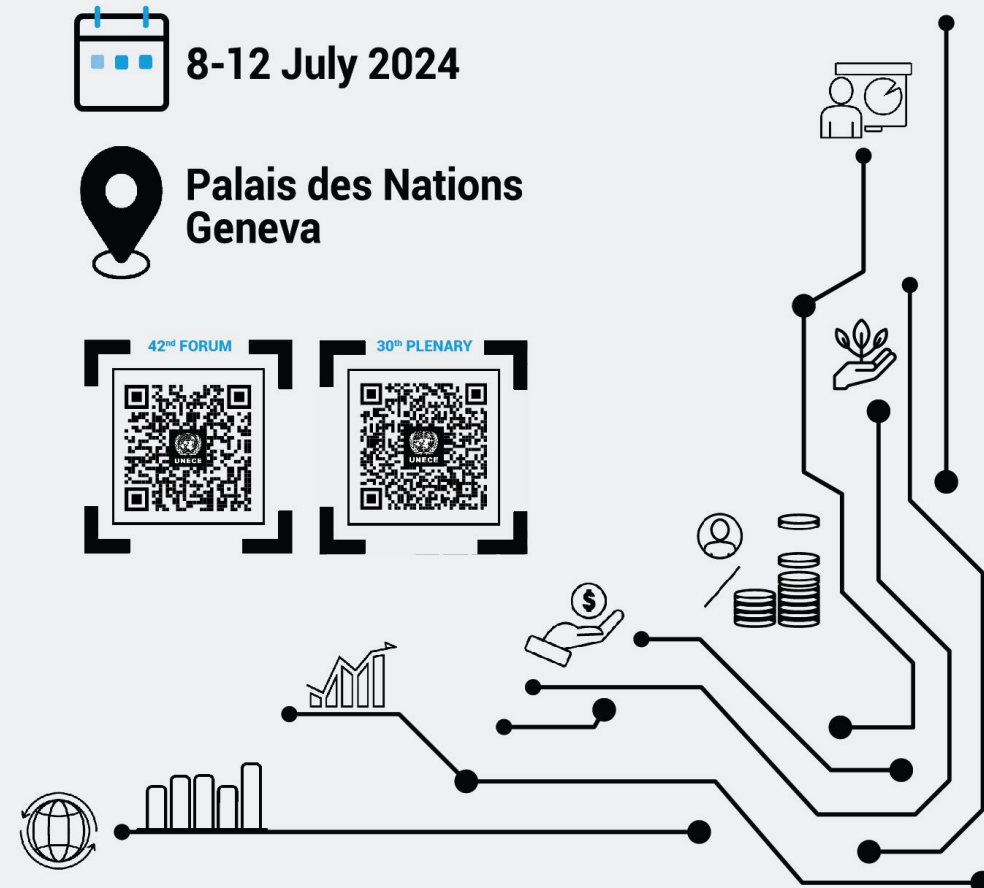 8-12 July 2024
Palais des Nations
Geneva
42nd FORUM
30th PLENARY
UNECE
UNECE
$